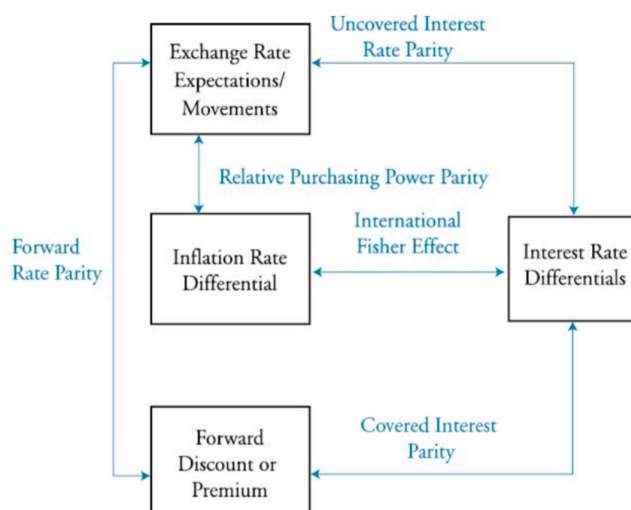 Uncovered Interest
Rate Parity
Exchange Rate
Expectations/
Movements
Relative Purchasing Power Parity
International
Fisher Effect
Forward
Rate Parity
Inflation Rate
Differential
Interest Rate
Differentials
Covered Interest
Parity
Forward
Discount or
Premium